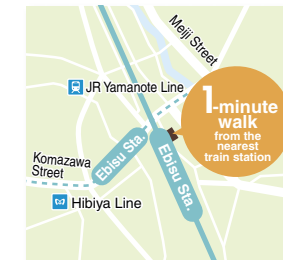 Meiji Street
JR Yamanote Line
1-minute
walk
from the
nearest
train station
Ebisu Sta.
Ebisu Sta.
Komazawa
Street
Hibiya Line